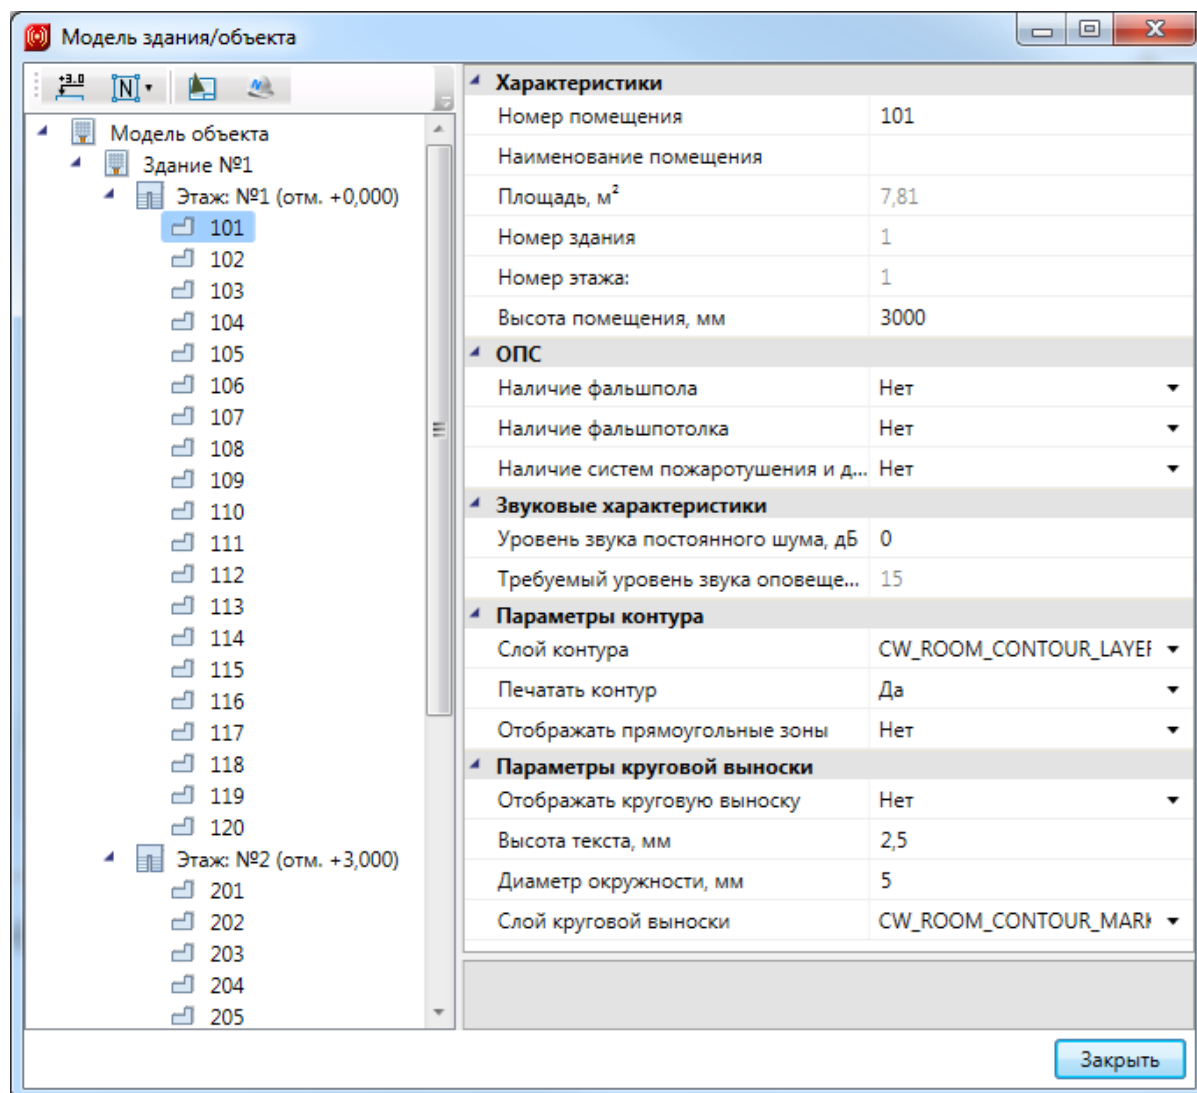 Модель здания/объекта
+3.0
N
Модель объекта
Здание №1
Этаж: №1 (отм. +0,000)
101
102
103
104
105
106
107
108
109
110
111
112
113
114
115
116
117
118
119
120
Этаж: №2 (отм. +3,000)
201
202
203
204
205
Характеристики
Номер помещения 101
Наименование помещения
Площадь, м² 7,81
Номер здания 1
Номер этажа: 1
Высота помещения, мм 3000
ОПС
Наличие фальшпола Нет
Наличие фальшпотолка Нет
Наличие систем пожаротушения и д... Нет
Звуковые характеристики
Уровень звука постоянного шума, дБ 0
Требуемый уровень звука оповеще... 15
Параметры контура
Слой контура CW_ROOM_CONTOUR_LAYER
Печатать контур Да
Отображать прямоугольные зоны Нет
Параметры круговой выноски
Отображать круговую выноску Нет
Высота текста, мм 2,5
Диаметр окружности, мм 5
Слой круговой выноски CW_ROOM_CONTOUR_MARK
Закрыть